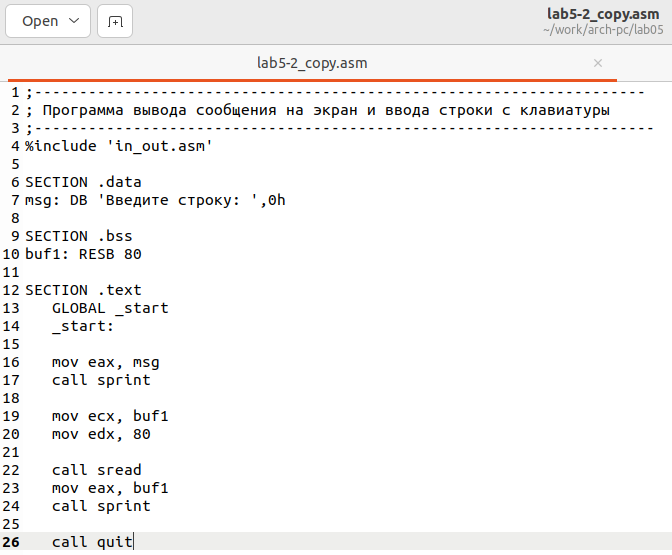 Open
lab5-2_copy.asm
~/work/arch-pc/lab05
lab5-2_copy.asm ×
1 ;--------------------------------------------------------------------
2 ; Программа вывода сообщения на экран и ввода строки с клавиатуры
3 ;---------------------------------------------------------------------
4 %include 'in_out.asm'
5
6 SECTION .data
7 msg: DB 'Введите строку: ',0h
8
9 SECTION .bss
10 buf1: RESB 80
11
12 SECTION .text
13    GLOBAL _start
14    _start:
15
16    mov eax, msg
17    call sprint
18
19    mov ecx, buf1
20    mov edx, 80
21
22    call sread
23    mov eax, buf1
24    call sprint
25
26    call quit